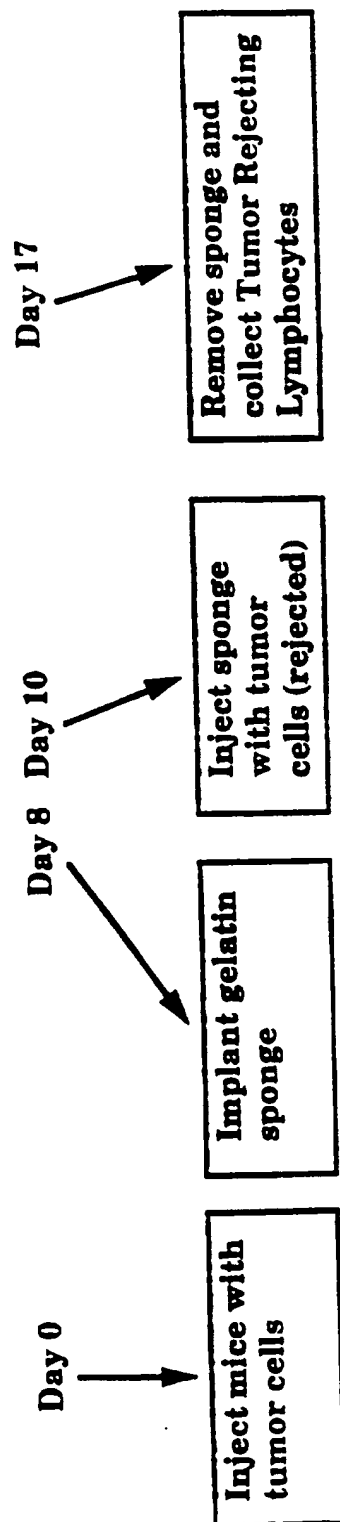 Day 0
Day 8
Day 10
Day 17
Inject mice with
tumor cells
Implant gelatin
sponge
Inject sponge
with tumor
cells (rejected)
Remove sponge and
collect Tumor Rejecting
Lymphocytes